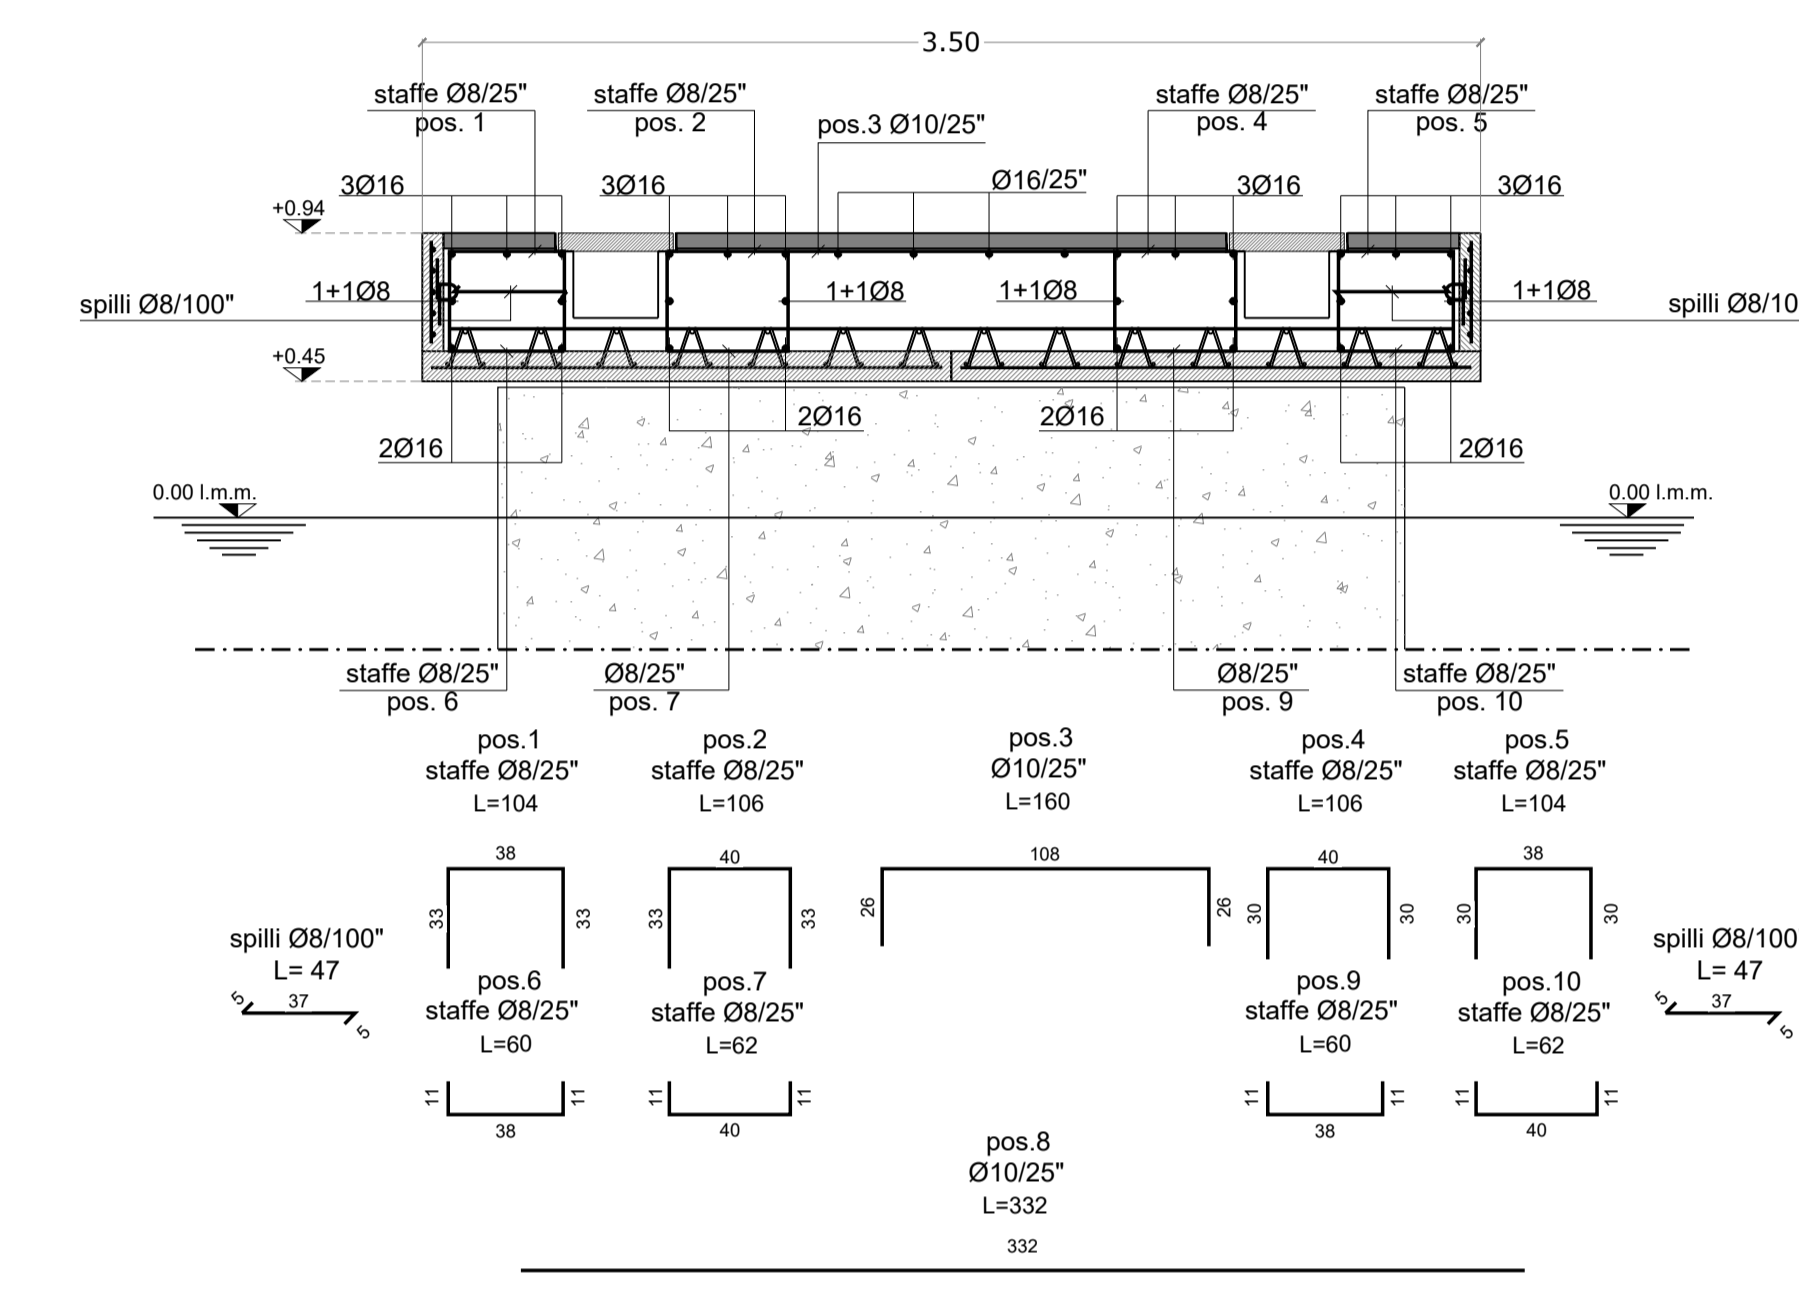 3.50
staffe Ø8/25"
pos. 1
staffe Ø8/25"
pos. 2
pos.3 Ø10/25"
staffe Ø8/25"
pos. 4
staffe Ø8/25"
pos. 5
3Ø16
3Ø16
Ø16/25"
3Ø16
3Ø16
+0.94
spilli Ø8/100"
1+1Ø8
1+1Ø8
1+1Ø8
1+1Ø8
spilli Ø8/10
+0.45
2Ø16
2Ø16
2Ø16
2Ø16
0.00 l.m.m.
0.00 l.m.m.
staffe Ø8/25"
pos. 6
Ø8/25"
pos. 7
Ø8/25"
pos. 9
staffe Ø8/25"
pos. 10
pos.1
staffe Ø8/25"
L=104
38
33
33
pos.2
staffe Ø8/25"
L=106
40
33
33
pos.3
Ø10/25"
L=160
108
26
26
pos.4
staffe Ø8/25"
L=106
40
30
30
pos.5
staffe Ø8/25"
L=104
38
30
30
spilli Ø8/100"
L= 47
5
37
5
pos.6
staffe Ø8/25"
L=60
11
11
38
pos.7
staffe Ø8/25"
L=62
11
11
40
pos.9
staffe Ø8/25"
L=60
11
11
38
pos.10
staffe Ø8/25"
L=62
11
11
40
spilli Ø8/100
L= 47
5
37
5
pos.8
Ø10/25"
L=332
332